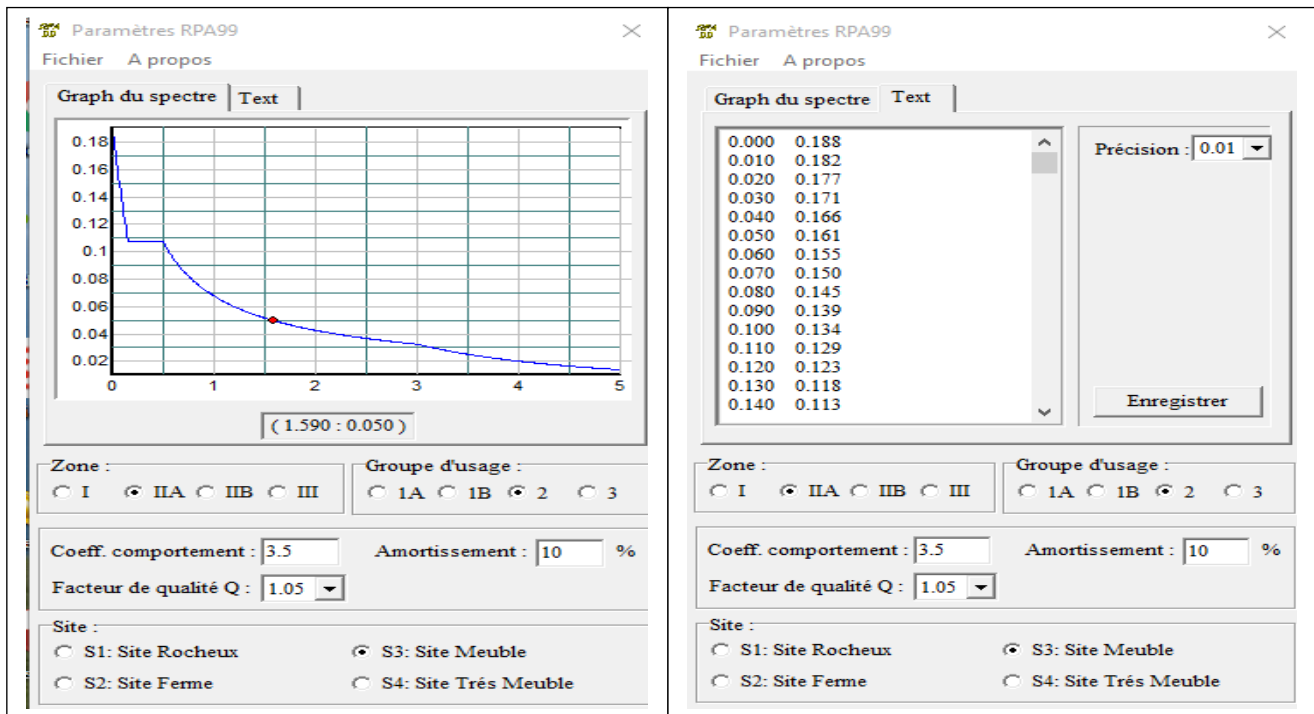 Paramètres RPA99
Fichier A propos
Graph du spectre Text
0.18
0.16
0.14
0.12
0.1
0.08
0.06
0.04
0.02
0 1 2 3 4 5
( 1.590 : 0.050 )
Zone :
I IIA IIB III
Groupe d'usage :
1A 1B 2 3
Coeff. comportement : 3.5 Amortissement : 10 %
Facteur de qualité Q : 1.05
Site :
S1: Site Rocheux S3: Site Meuble
S2: Site Ferme S4: Site Trés Meuble
Paramètres RPA99
Fichier A propos
Graph du spectre Text
0.000 0.188
0.010 0.182
0.020 0.177
0.030 0.171
0.040 0.166
0.050 0.161
0.060 0.155
0.070 0.150
0.080 0.145
0.090 0.139
0.100 0.134
0.110 0.129
0.120 0.123
0.130 0.118
0.140 0.113
Précision : 0.01
Enregistrer
Zone :
I IIA IIB III
Groupe d'usage :
1A 1B 2 3
Coeff. comportement : 3.5 Amortissement : 10 %
Facteur de qualité Q : 1.05
Site :
S1: Site Rocheux S3: Site Meuble
S2: Site Ferme S4: Site Trés Meuble